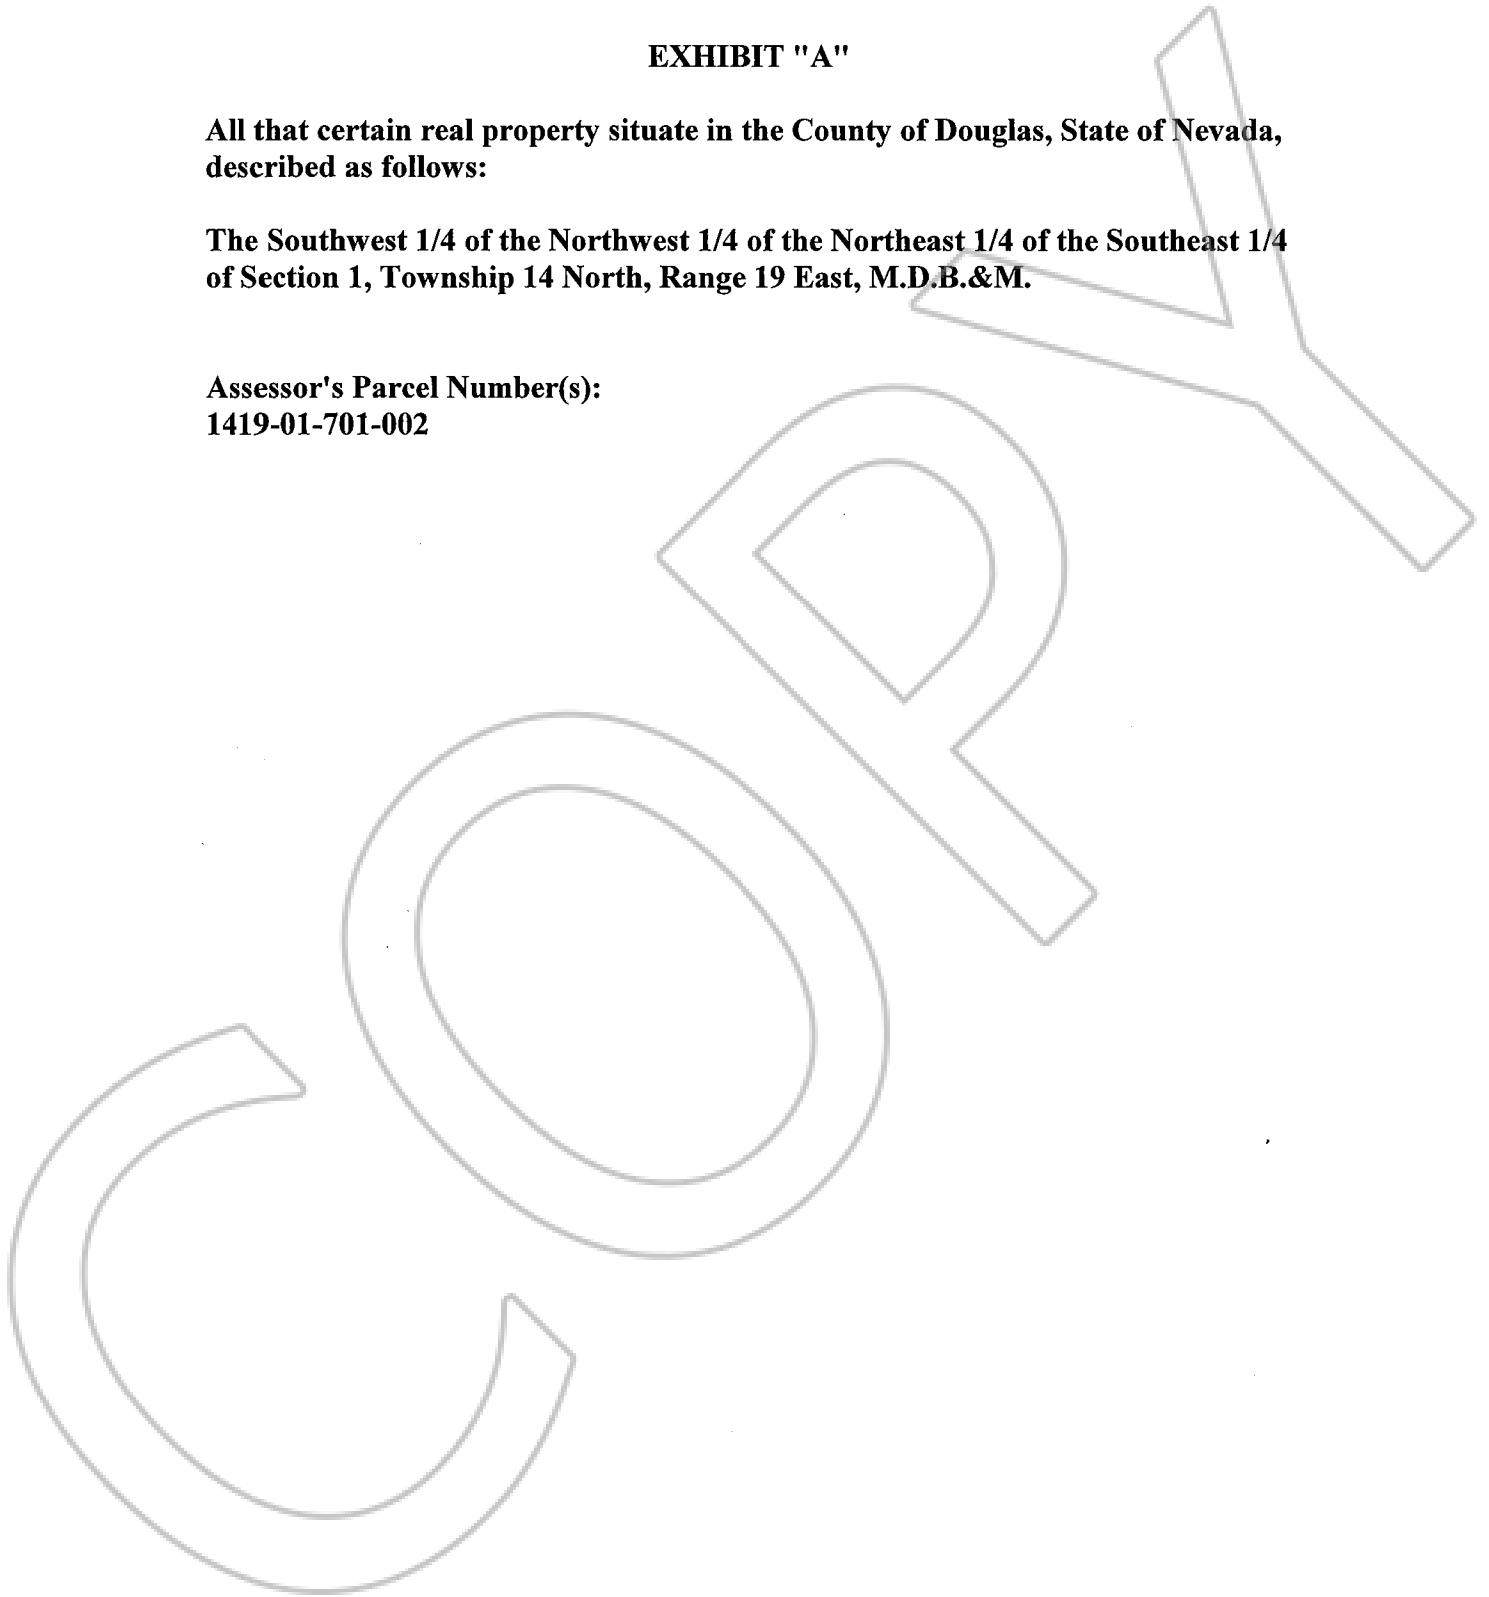 EXHIBIT "A"
All that certain real property situate in the County of Douglas, State of Nevada,
described as follows:
The Southwest 1/4 of the Northwest 1/4 of the Northeast 1/4 of the Southeast 1/4
of Section 1, Township 14 North, Range 19 East, M.D.B.&M.
Assessor's Parcel Number(s):
1419-01-701-002
COPY